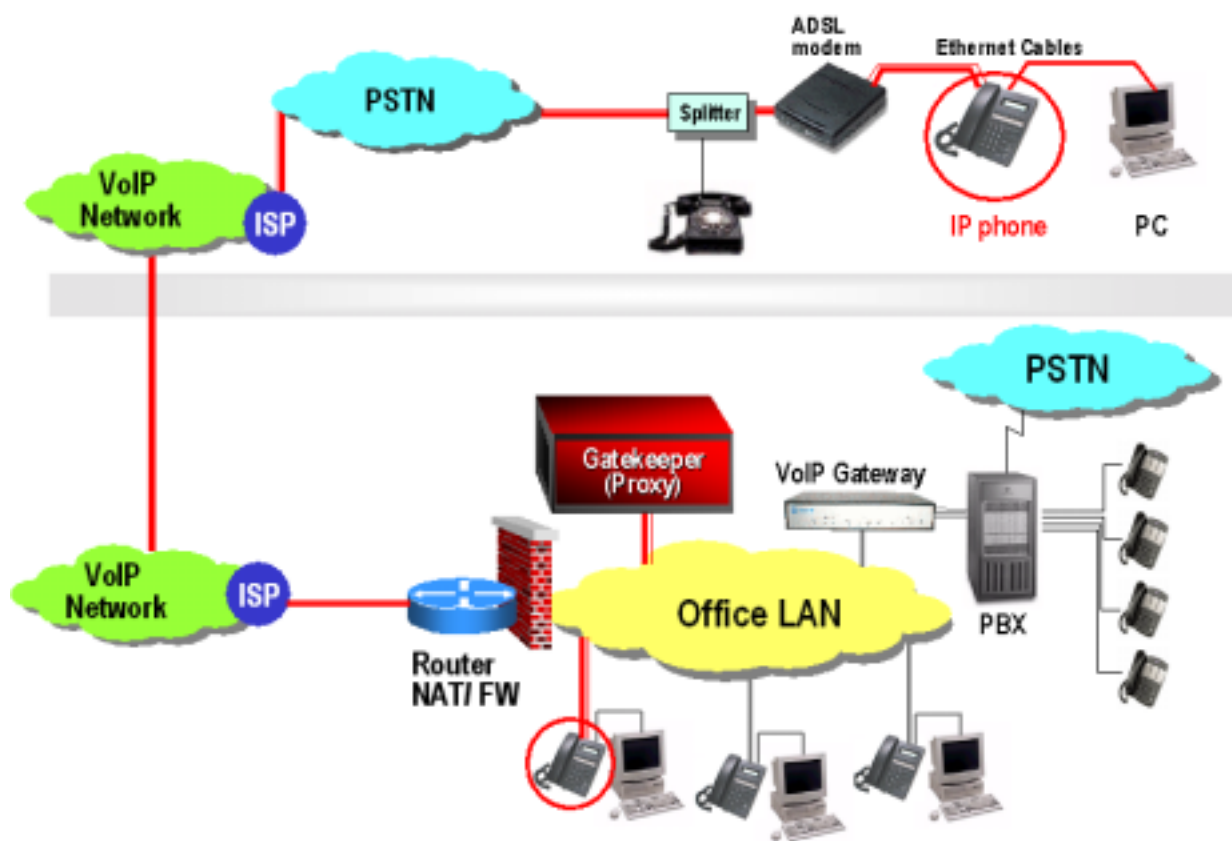 ADSL
modem
Ethernet Cables
PSTN
Splitter
VoIP
Network
ISP
IP phone
PC
PSTN
Gatekeeper
(Proxy)
VoIP Gateway
VoIP
Network
ISP
Office LAN
PBX
Router
NAT/ FW